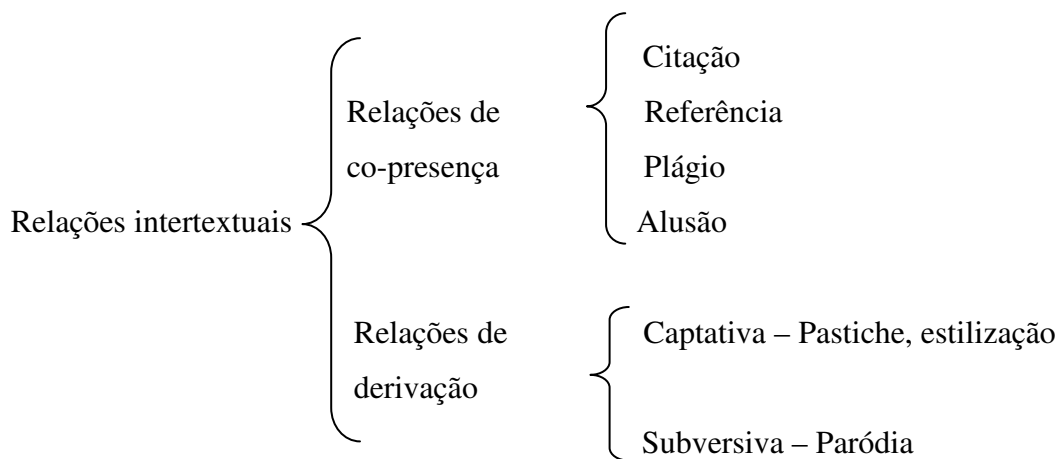 Relações intertextuais
Relações de
co-presença
Citação
Referência
Plágio
Alusão
Relações de
derivação
Captativa – Pastiche, estilização
Subversiva – Paródia